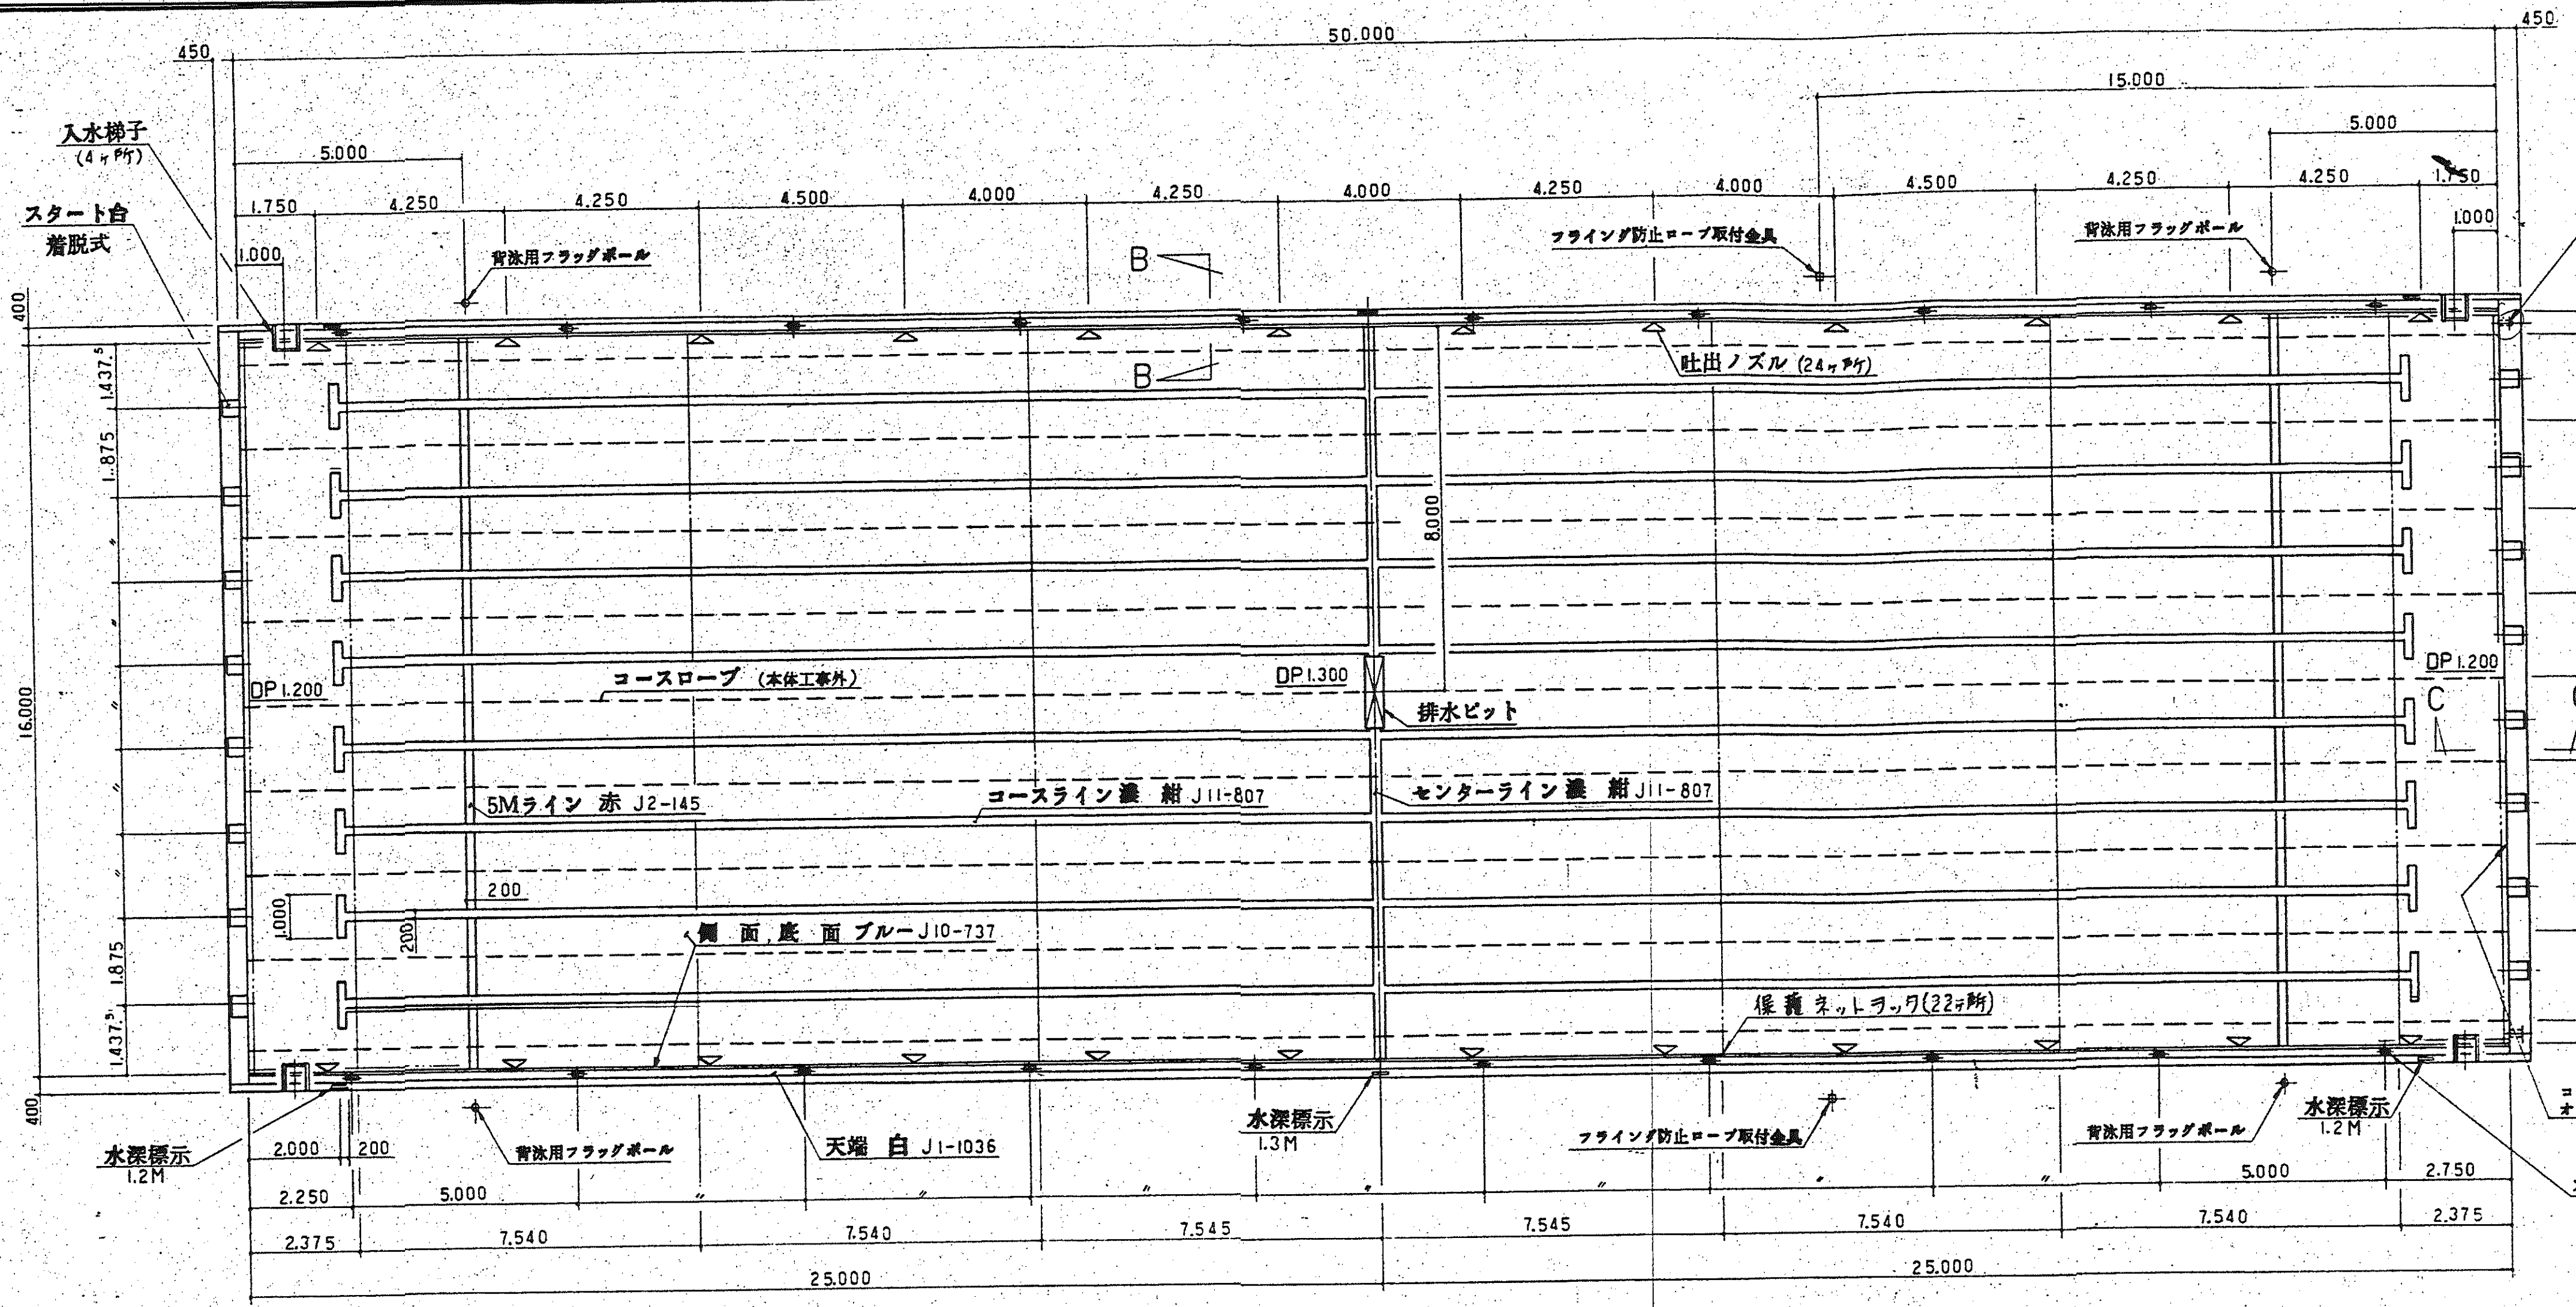 50.000
450
450
15.000
5.000
入水梯子
(4ヶ所)
5.000
スタート台
着脱式
1.750
4.250
4.250
4.500
4.000
4.250
4.000
4.250
4.000
4.500
4.250
4.250
1.750
1.000
1.000
背泳用フラッグポール
B
フライング防止ロープ取付金具
背泳用フラッグポール
400
B
吐出ノズル (24ヶ所)
1.437.5
1.875
〃
〃
〃
〃
〃
1.875
1.437.5
16.000
400
8.000
DP 1.200
コースロープ (本体工事外)
DP 1.300
排水ピット
DP 1.200
C
5Mライン 赤 J2-145
コースライン 濃 紺 J11-807
センターライン 濃 紺 J11-807
1.000
200
200
側 面, 底 面 ブルー J10-737
保護ネットラック(22ヶ所)
水深標示
1.2M
2.000
200
背泳用フラッグポール
天端 白 J1-1036
水深標示
1.3M
フライング防止ロープ取付金具
背泳用フラッグポール
水深標示
1.2M
2.250
5.000
〃
〃
〃
〃
〃
〃
〃
5.000
2.750
2.375
7.540
7.540
7.545
7.545
7.540
7.540
2.375
25.000
25.000